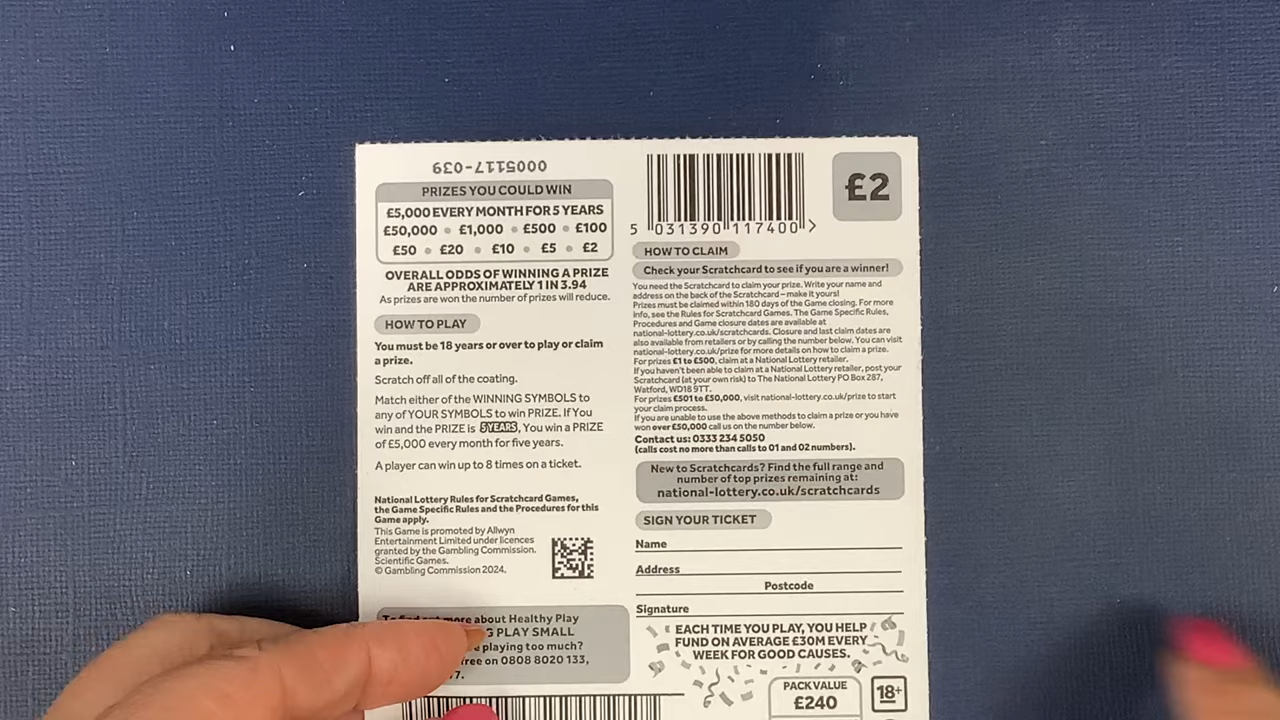 0005117-039
PRIZES YOU COULD WIN
£5,000 EVERY MONTH FOR 5 YEARS
£50,000 • £1,000 • £500 • £100
£50 • £20 • £10 • £5 • £2
OVERALL ODDS OF WINNING A PRIZE
ARE APPROXIMATELY 1 IN 3.94
As prizes are won the number of prizes will reduce.
HOW TO PLAY
You must be 18 years or over to play or claim
a prize.
Scratch off all of the coating.
Match either of the WINNING SYMBOLS to
any of YOUR SYMBOLS to win PRIZE. If You
win and the PRIZE is 5YEARS, You win a PRIZE
of £5,000 every month for five years.
A player can win up to 8 times on a ticket.
National Lottery Rules for Scratchcard Games,
the Game Specific Rules and the Procedures for this
Game apply.
This Game is promoted by Allwyn
Entertainment Limited under licences
granted by the Gambling Commission.
Scientific Games.
© Gambling Commission 2024.
more about Healthy Play
PLAY SMALL
playing too much?
on 0808 8020 133,
5 031390 117400 >
£2
HOW TO CLAIM
Check your Scratchcard to see if you are a winner!
You need the Scratchcard to claim your prize. Write your name and
address on the back of the Scratchcard – make it yours!
Prizes must be claimed within 180 days of the Game closing. For more
info, see the Rules for Scratchcard Games. The Game Specific Rules,
Procedures and Game closure dates are available at
national-lottery.co.uk/scratchcards. Closure and last claim dates are
also available from retailers or by calling the number below. You can visit
national-lottery.co.uk/prize for more details on how to claim a prize.
For prizes £1 to £500, claim at a National Lottery retailer.
If you haven't been able to claim at a National Lottery retailer, post your
Scratchcard (at your own risk) to The National Lottery PO Box 287,
Watford, WD18 9TT.
For prizes £501 to £50,000, visit national-lottery.co.uk/prize to start
your claim process.
If you are unable to use the above methods to claim a prize or you have
won over £50,000 call us on the number below.
Contact us: 0333 234 5050
(calls cost no more than calls to 01 and 02 numbers).
New to Scratchcards? Find the full range and
number of top prizes remaining at:
national-lottery.co.uk/scratchcards
SIGN YOUR TICKET
Name
Address
Postcode
Signature
EACH TIME YOU PLAY, YOU HELP
FUND ON AVERAGE £30M EVERY
WEEK FOR GOOD CAUSES.
PACK VALUE
£240
18+